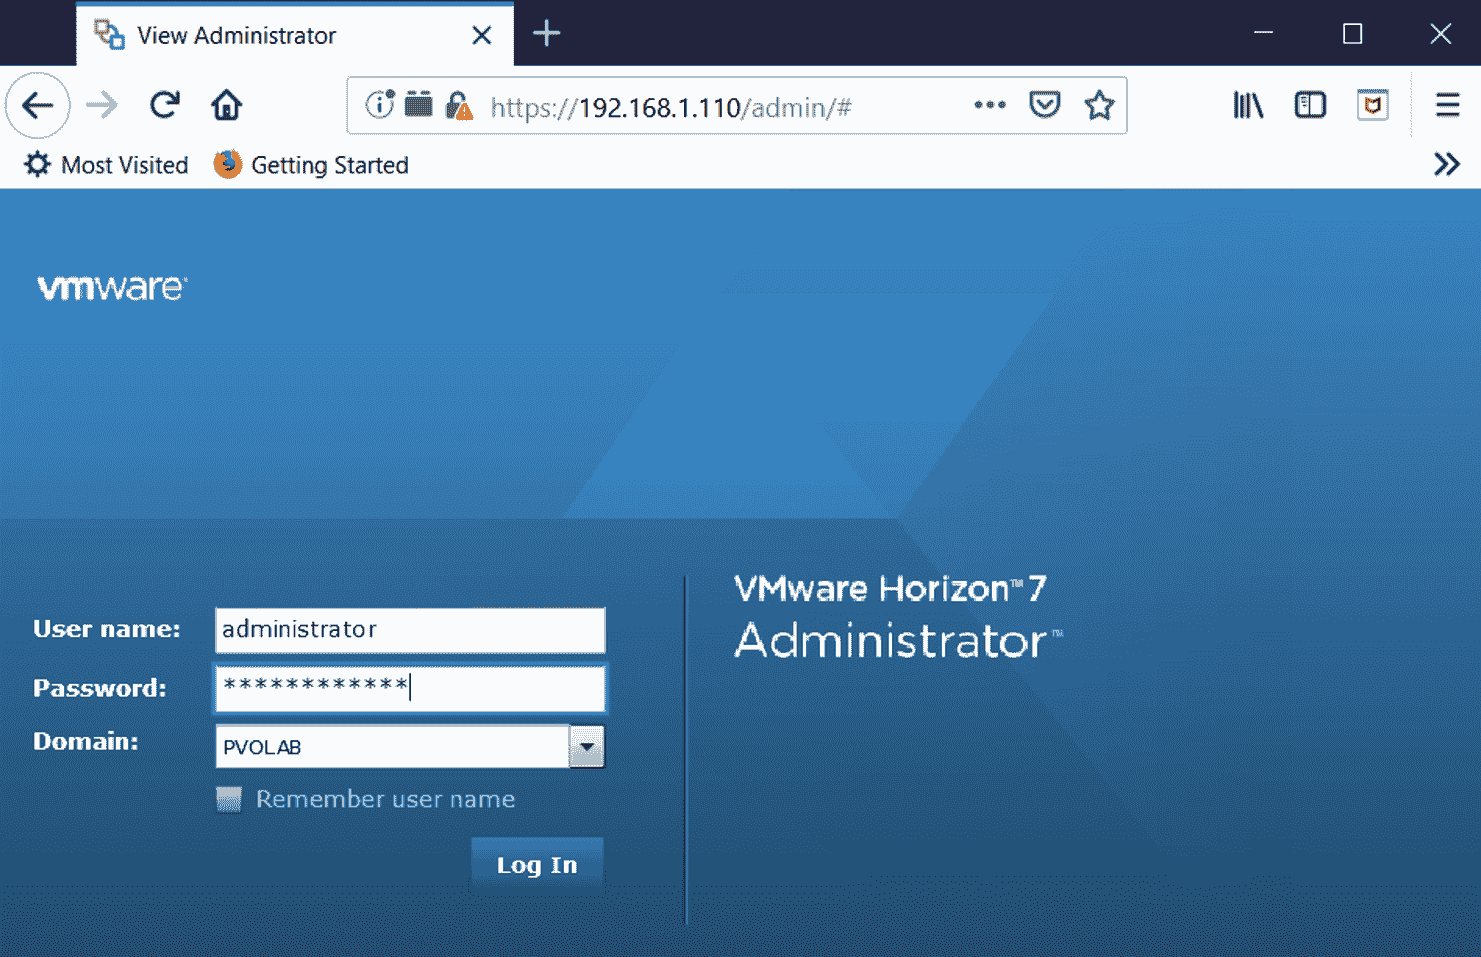 View Administrator
https://192.168.1.110/admin/#
Most Visited Getting Started
vmware
VMware Horizon™ 7
Administrator™
User name: administrator
Password: ************
Domain: PVOLAB
Remember user name
Log In